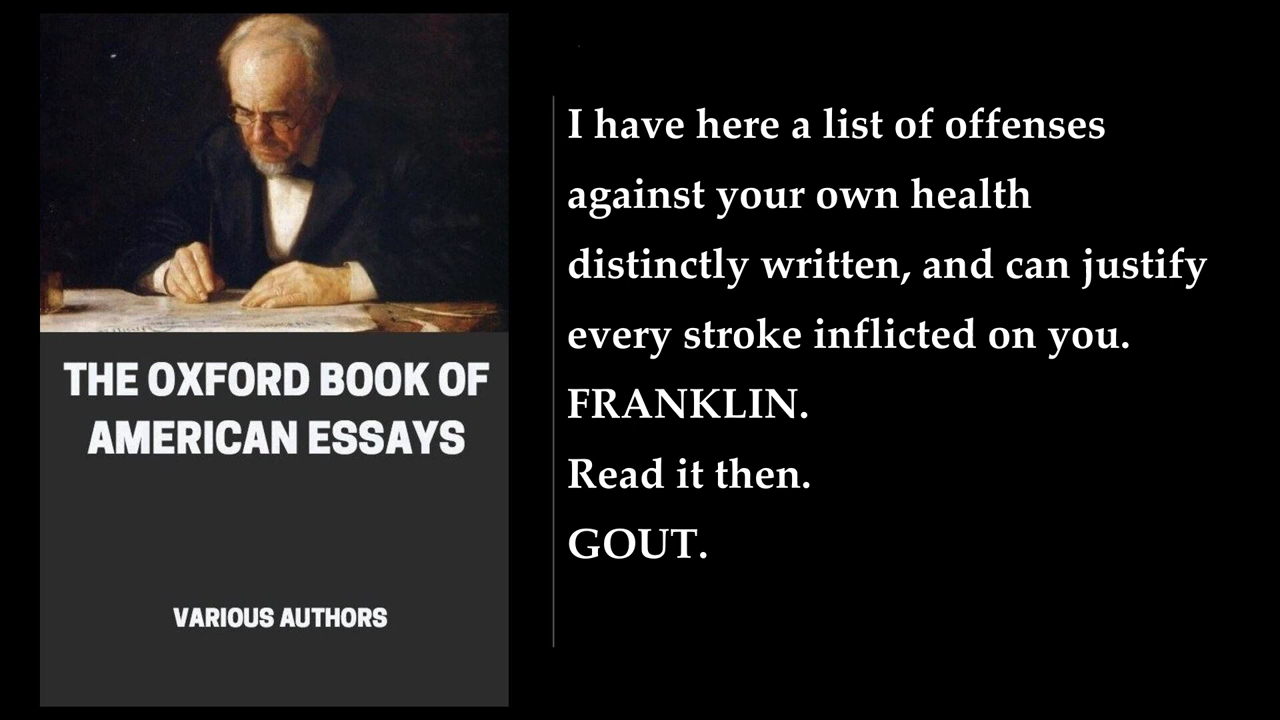 THE OXFORD BOOK OF
AMERICAN ESSAYS
VARIOUS AUTHORS
I have here a list of offenses
against your own health
distinctly written, and can justify
every stroke inflicted on you.
FRANKLIN.
Read it then.
GOUT.